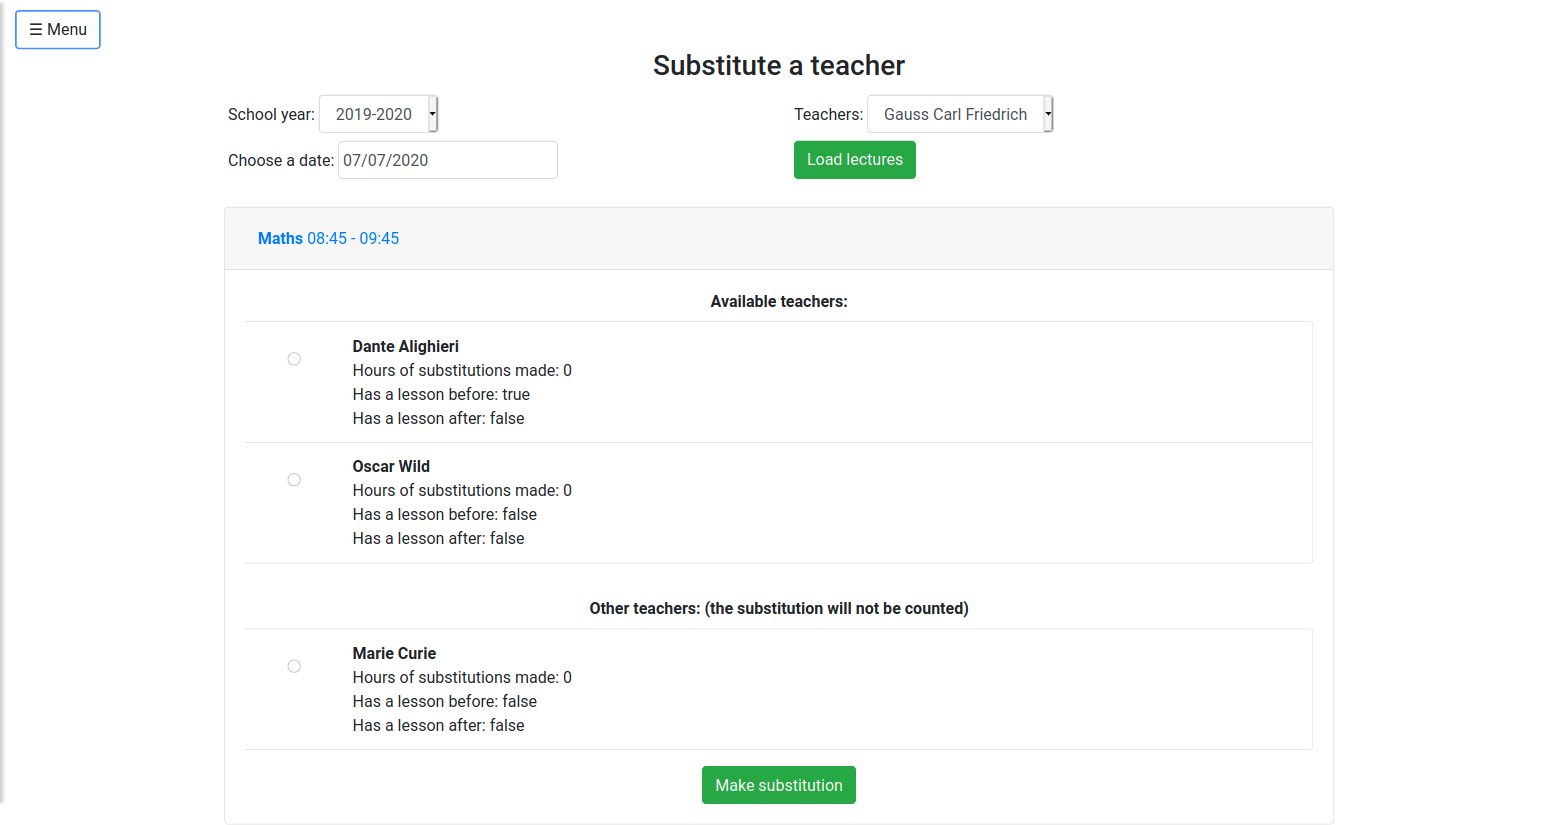 ☰ Menu
Substitute a teacher
School year: 2019-2020
Teachers: Gauss Carl Friedrich
Choose a date: 07/07/2020
Load lectures
Maths 08:45 - 09:45
Available teachers:
Dante Alighieri
Hours of substitutions made: 0
Has a lesson before: true
Has a lesson after: false
Oscar Wild
Hours of substitutions made: 0
Has a lesson before: false
Has a lesson after: false
Other teachers: (the substitution will not be counted)
Marie Curie
Hours of substitutions made: 0
Has a lesson before: false
Has a lesson after: false
Make substitution